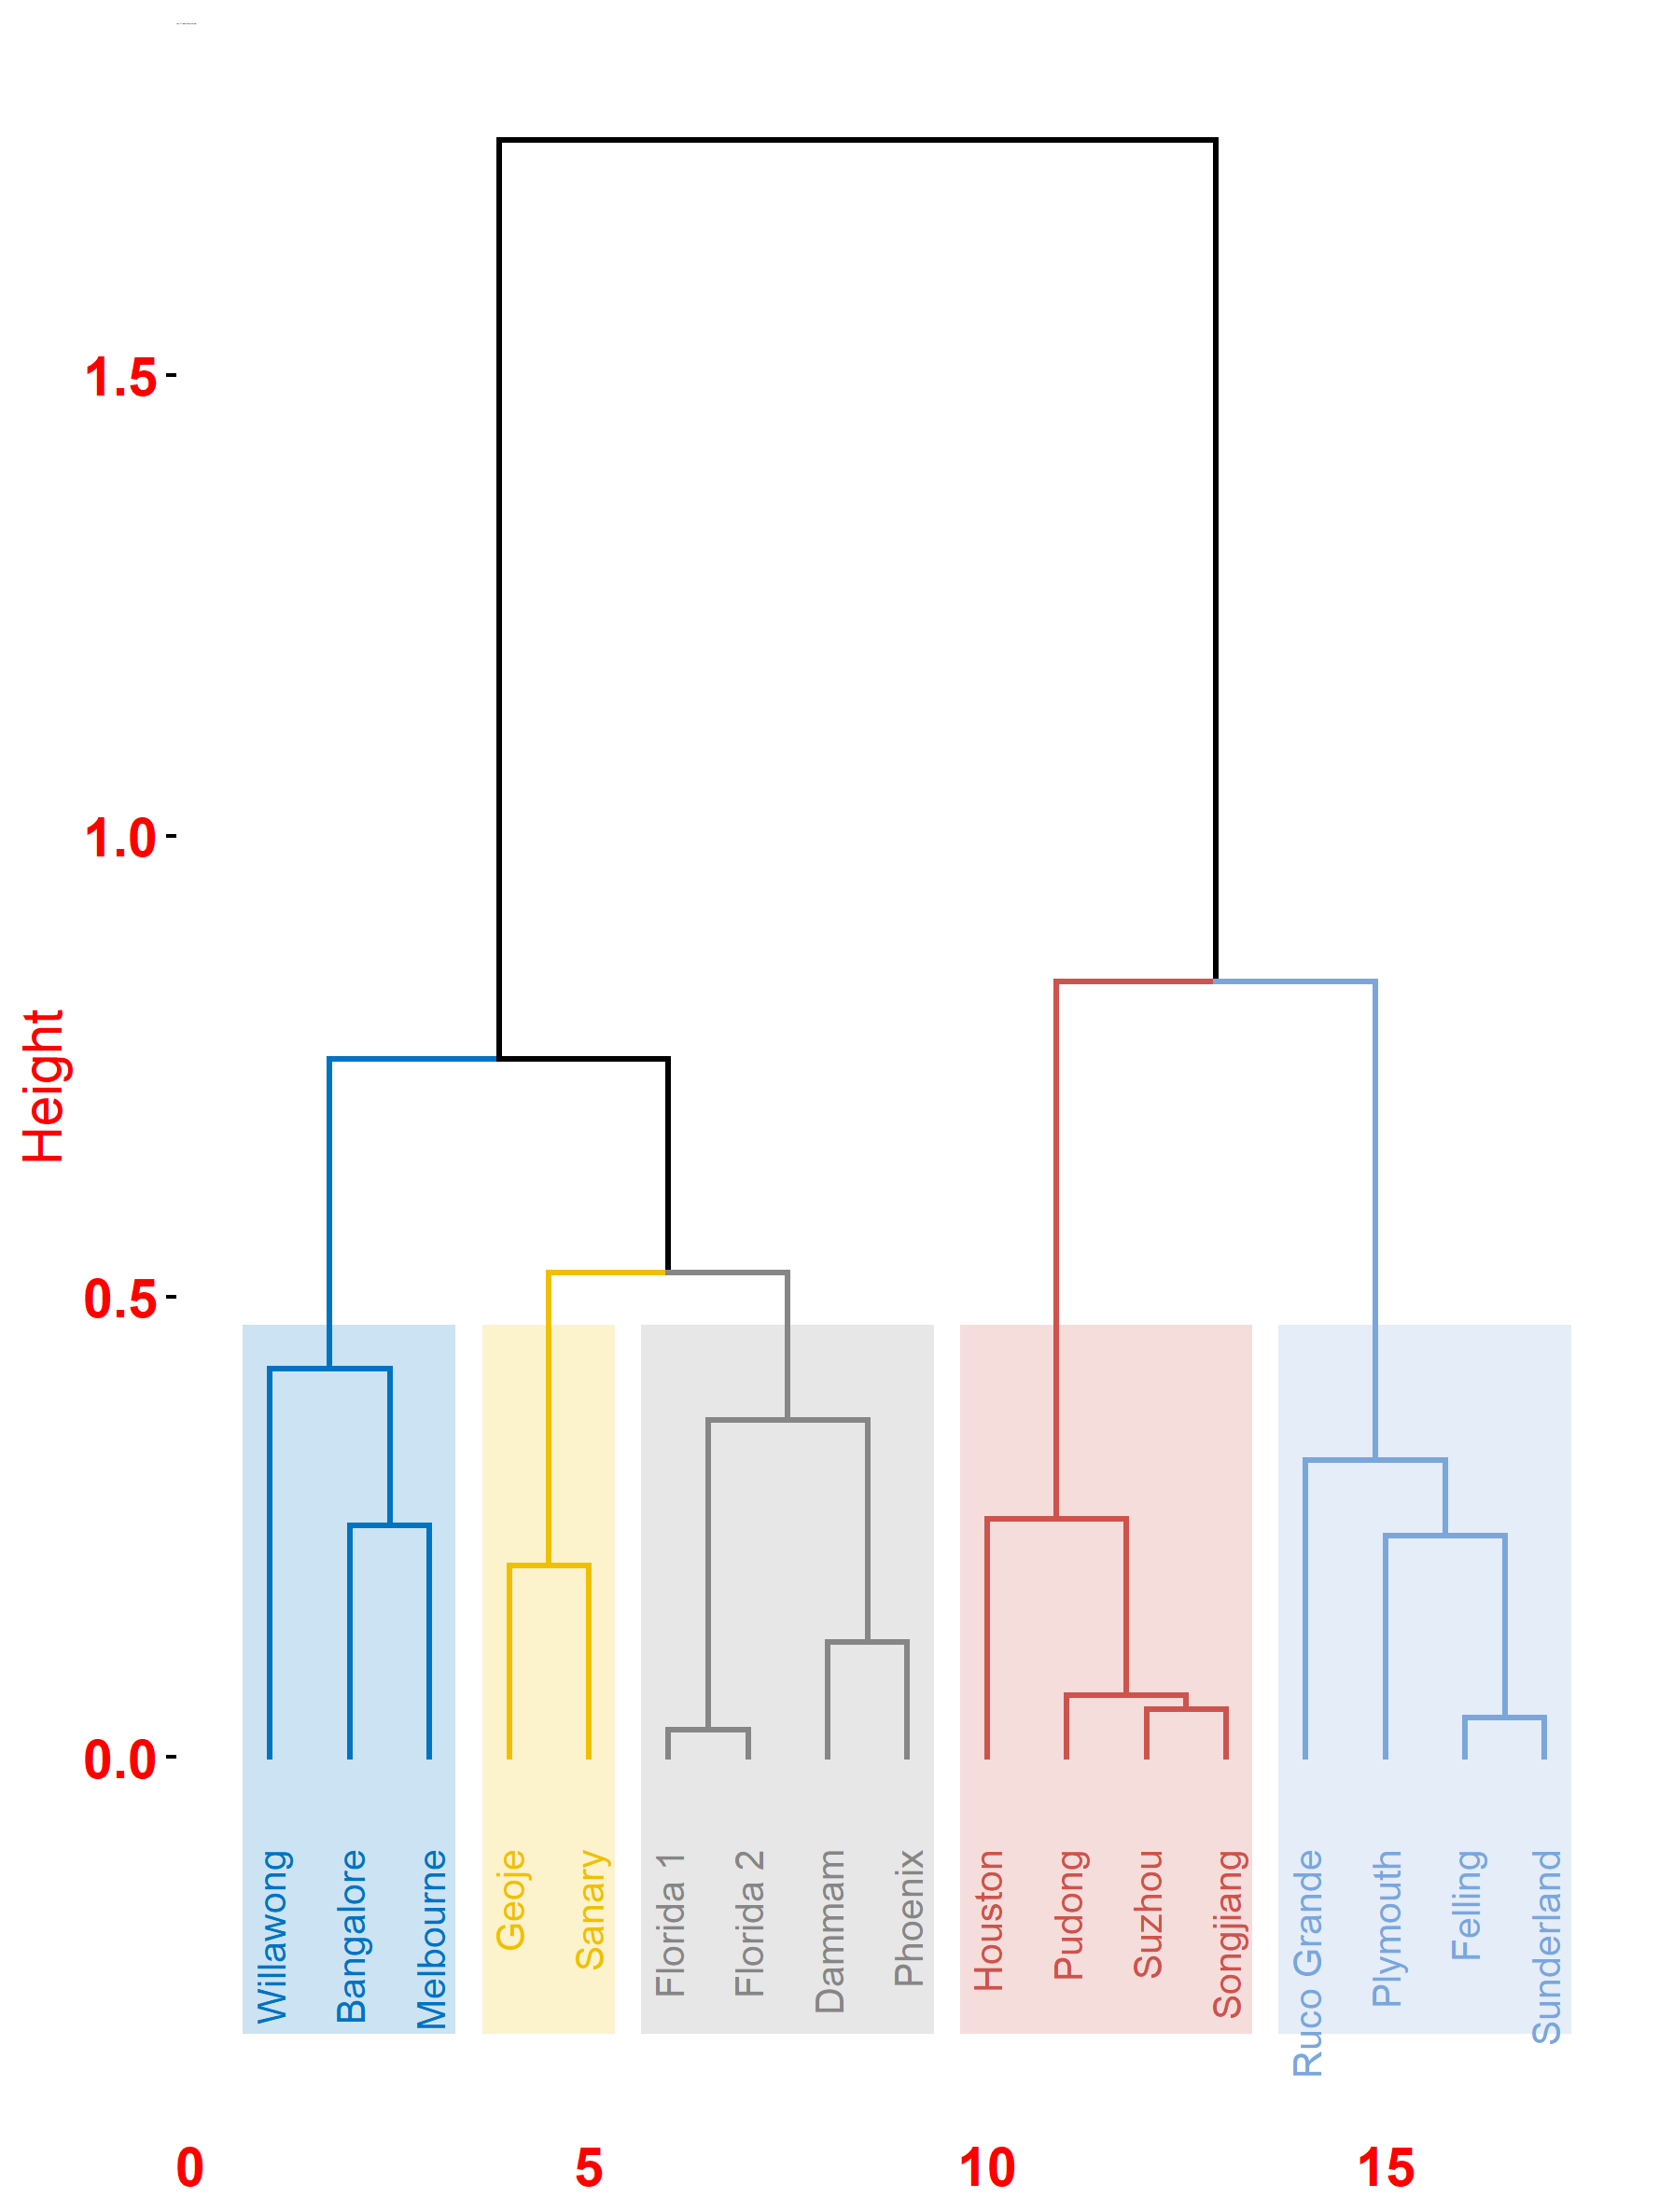 1.5
1.0
Height
0.5
0.0
Willawong
Bangalore
Melbourne
Geoje
Sanary
Florida 1
Florida 2
Dammam
Phoenix
Houston
Pudong
Suzhou
Songjiang
Ruco Grande
Plymouth
Felling
Sunderland
0 5 10 15